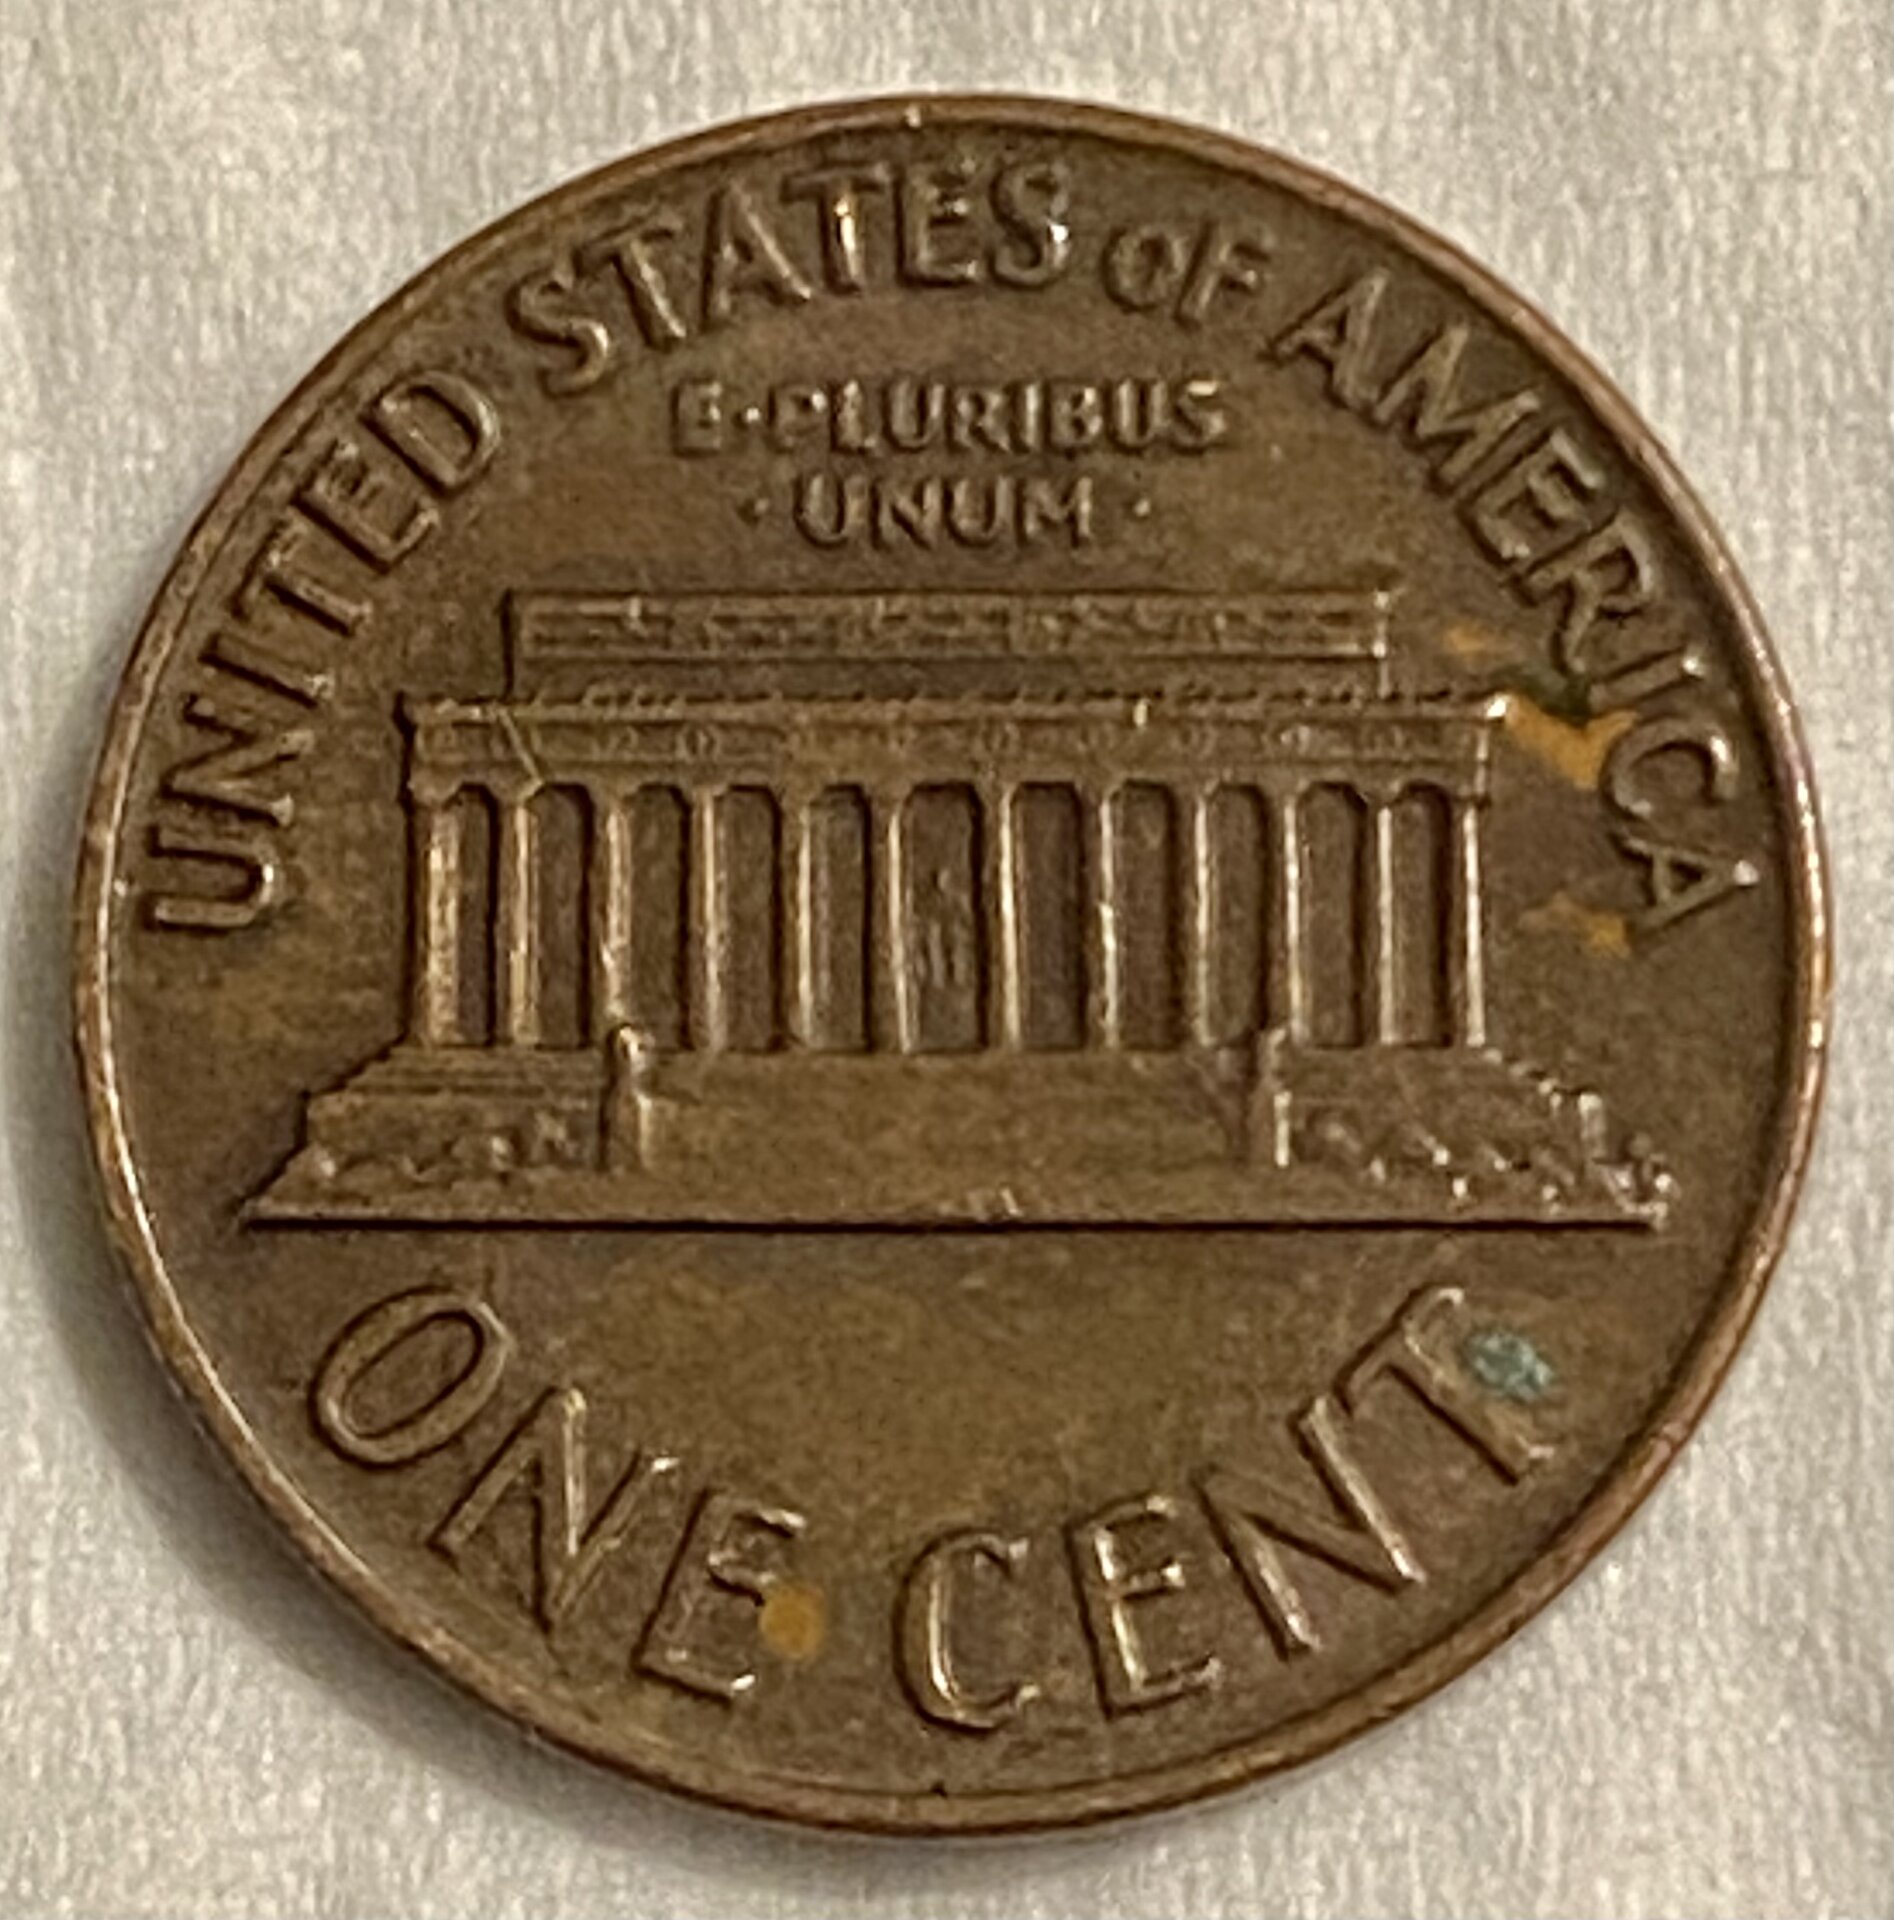 UNITED STATES OF AMERICA
E·PLURIBUS
·UNUM·
ONE CENT